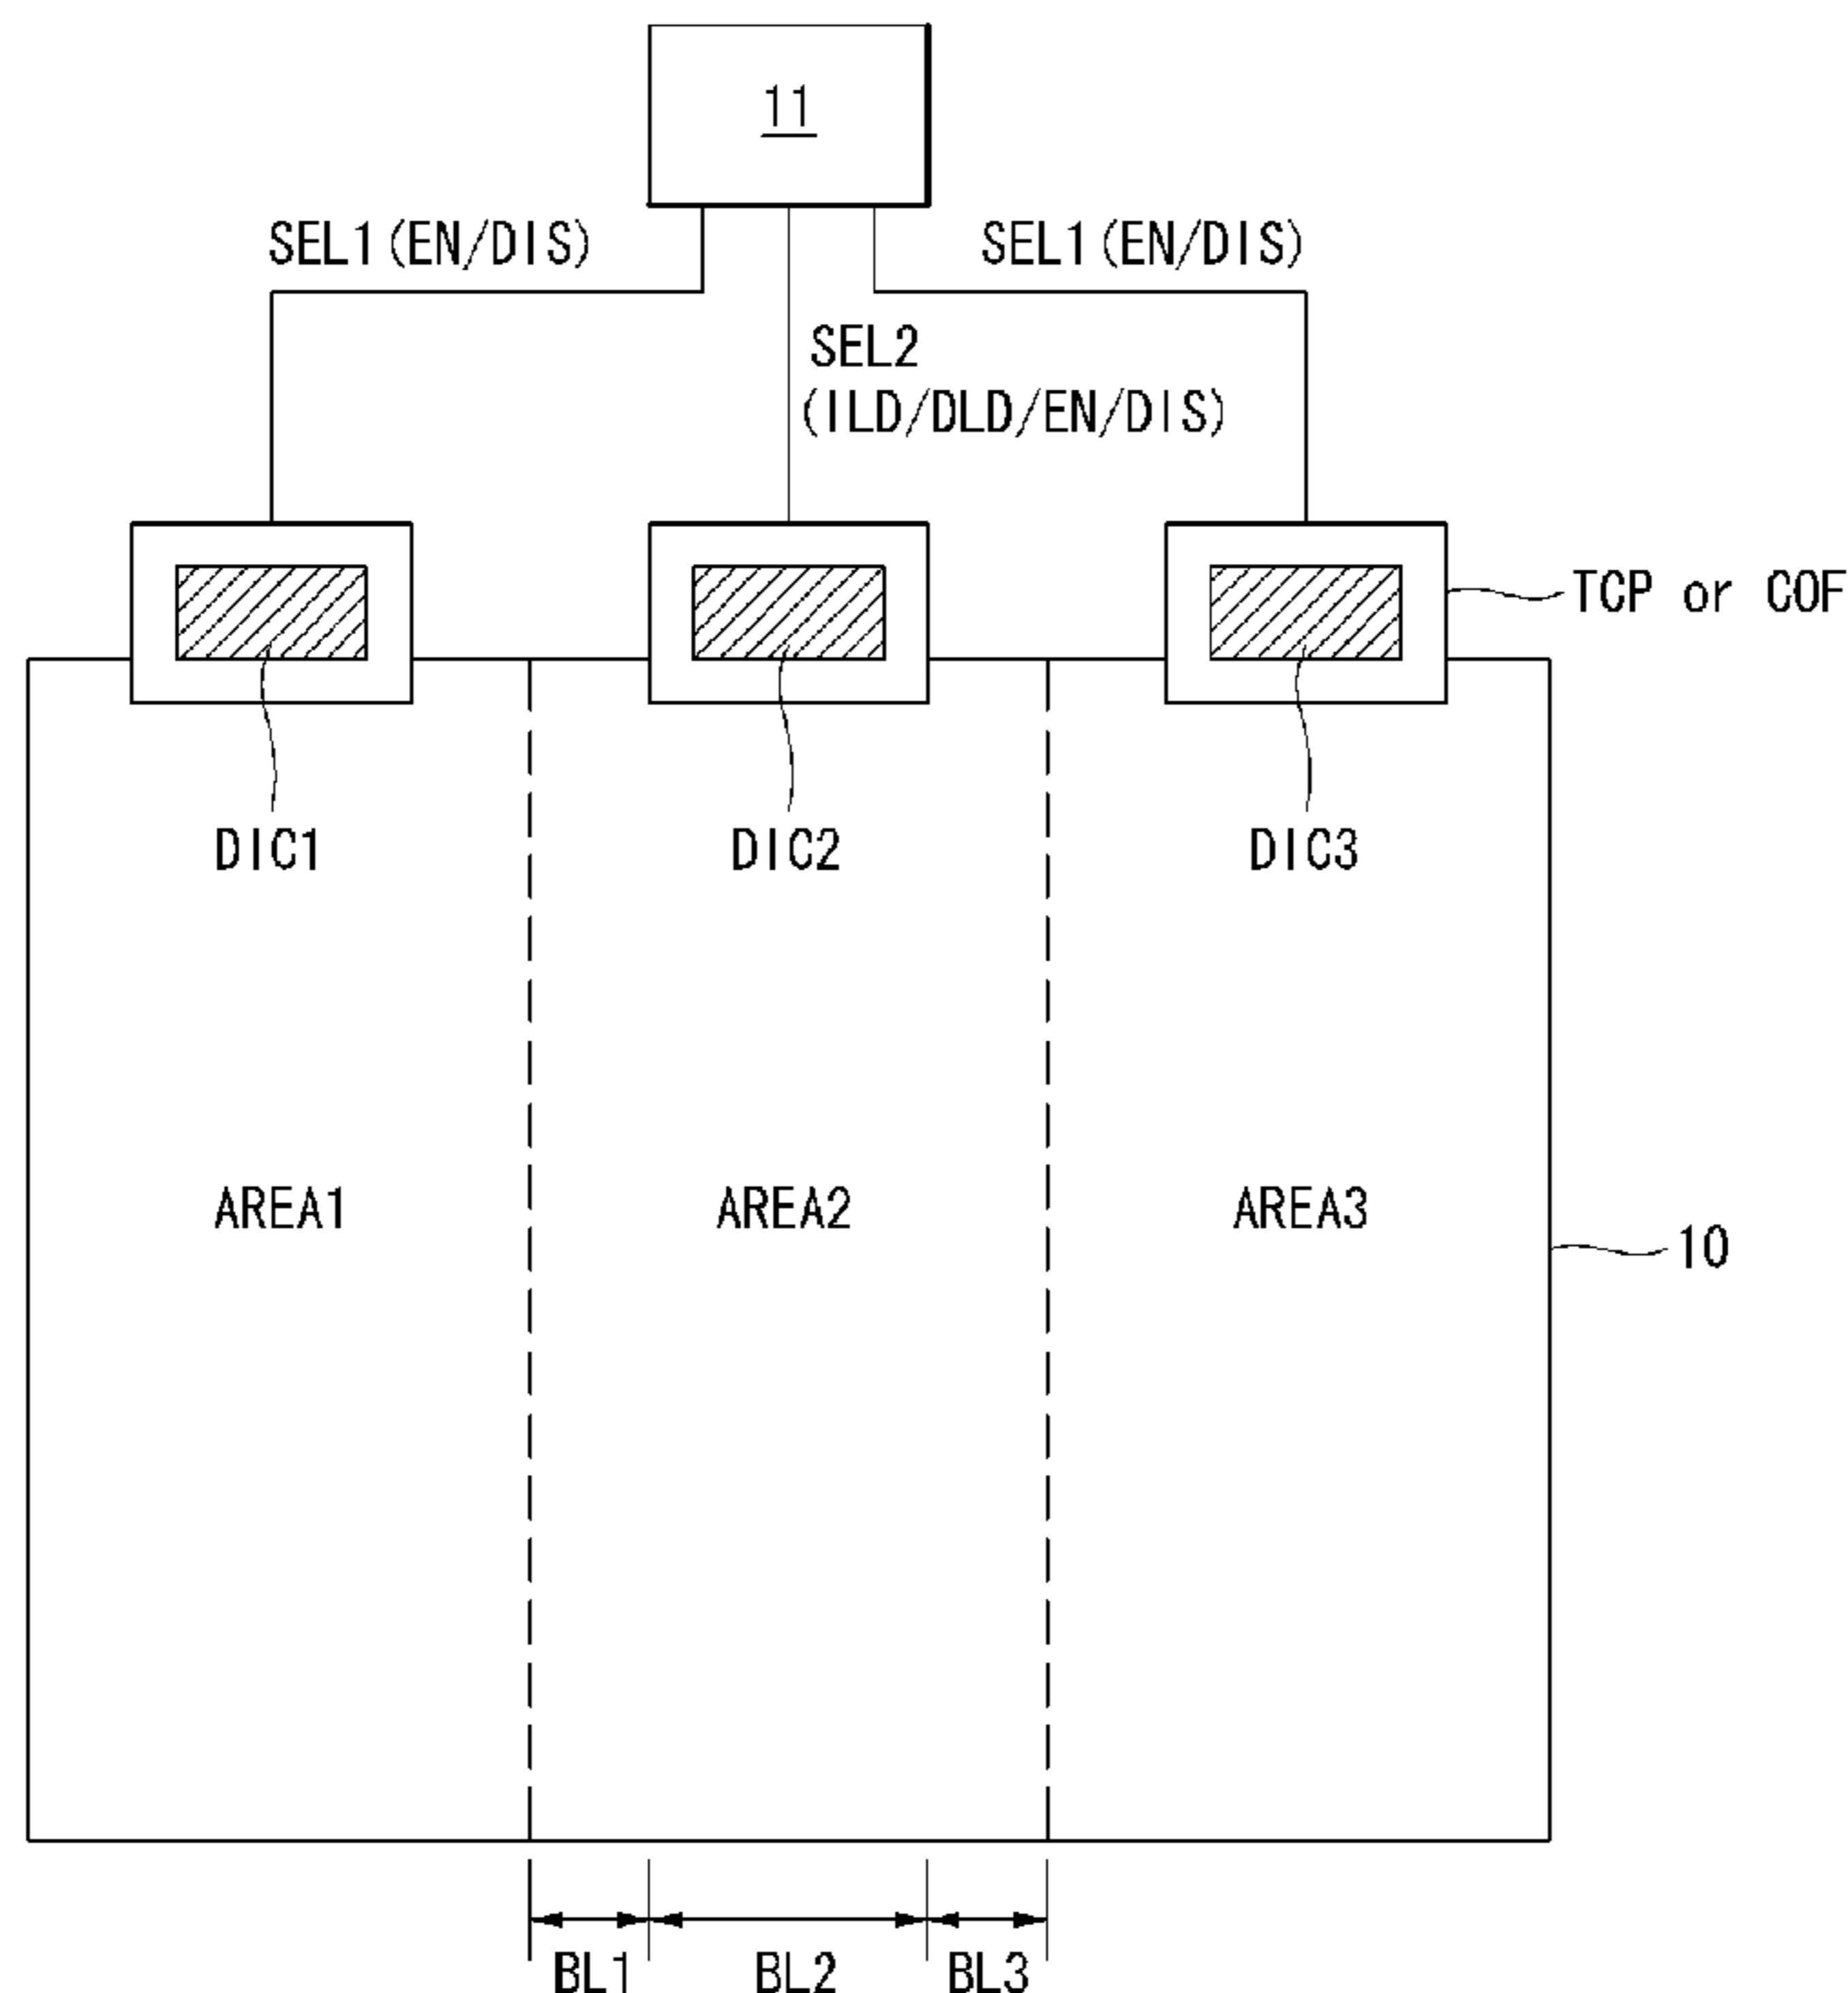 11
SEL1(EN/DIS)
SEL1(EN/DIS)
SEL2
(ILD/DLD/EN/DIS)
TCP or COF
DIC1
DIC2
DIC3
AREA1
AREA2
AREA3
10
BL1
BL2
BL3